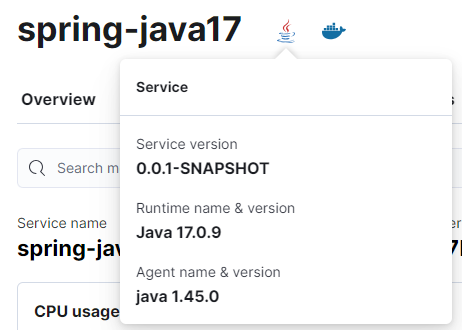 spring-java17
Service
Overview
s
Service version
0.0.1-SNAPSHOT
Search m
Runtime name & version
Service name
Java 17.0.9
spring-jav
Agent name & version
java 1.45.0
CPU usage